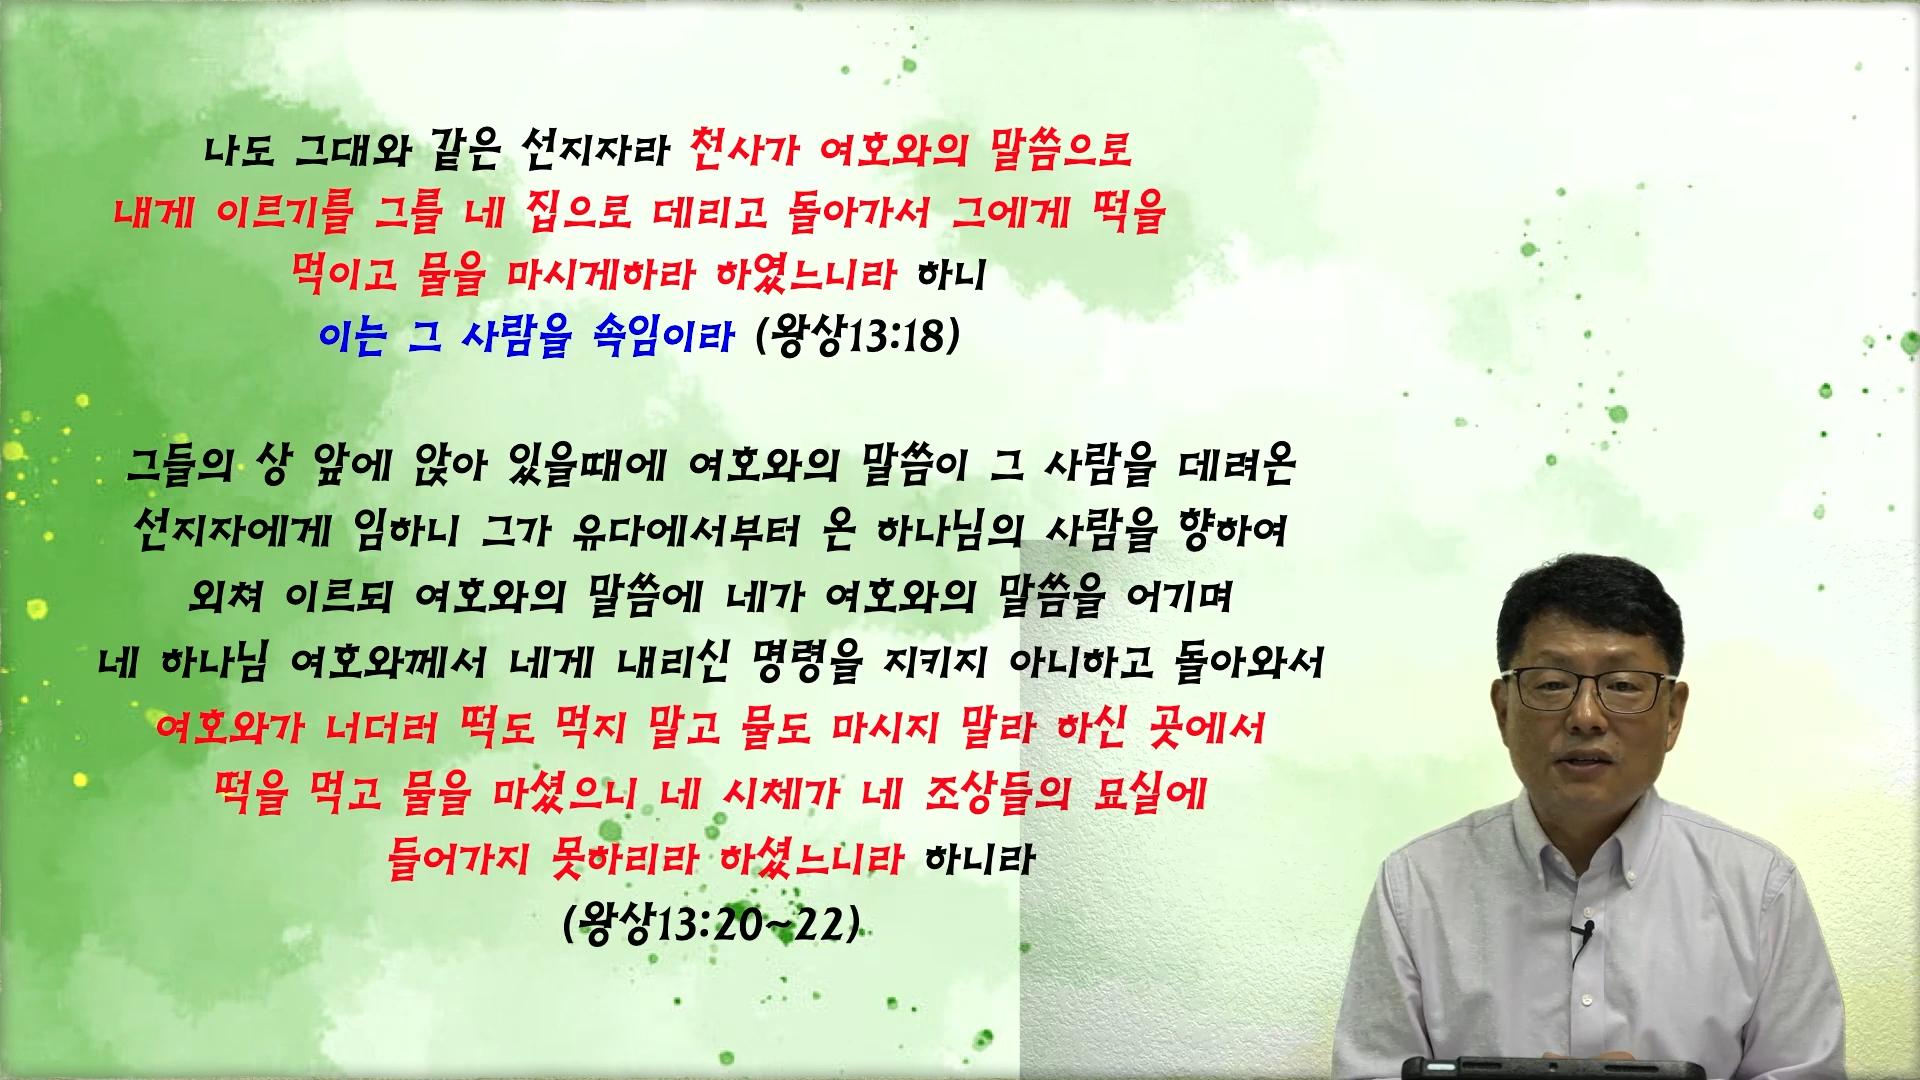 나도 그대와 같은 선지자라 천사가 여호와의 말씀으로
내게 이르기를 그를 네 집으로 데리고 돌아가서 그에게 떡을
먹이고 물을 마시게하라 하였느니라 하니
이는 그 사람을 속임이라 (왕상13:18)
그들의 상 앞에 앉아 있을때에 여호와의 말씀이 그 사람을 데려온
선지자에게 임하니 그가 유다에서부터 온 하나님의 사람을 향하여
외쳐 이르되 여호와의 말씀에 네가 여호와의 말씀을 어기며
네 하나님 여호와께서 네게 내리신 명령을 지키지 아니하고 돌아와서
여호와가 너더러 떡도 먹지 말고 물도 마시지 말라 하신 곳에서
떡을 먹고 물을 마셨으니 네 시체가 네 조상들의 묘실에
들어가지 못하리라 하셨느니라 하니라
(왕상13:20~22)